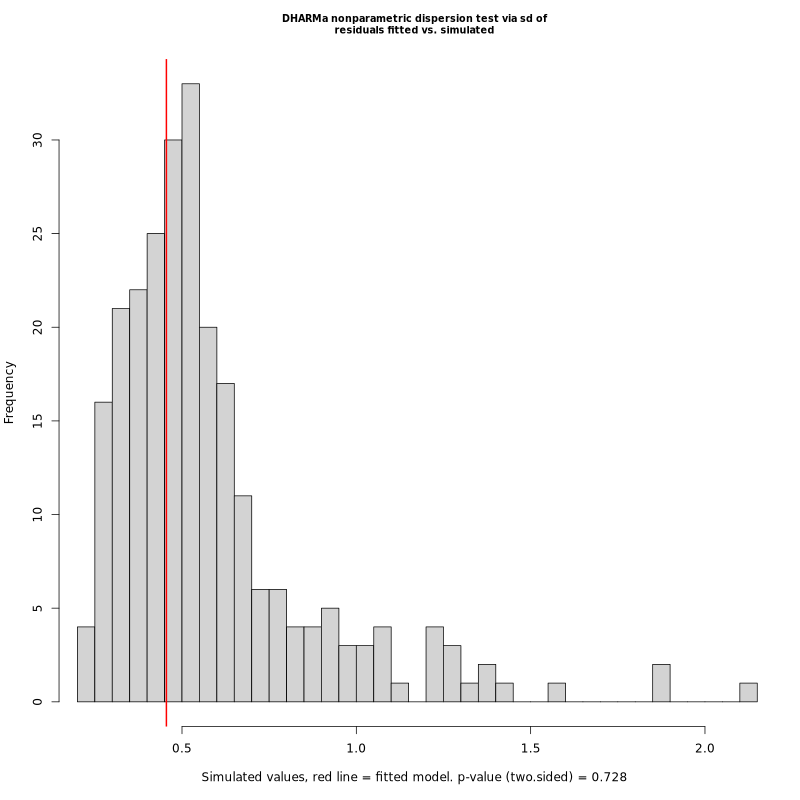 DHARMa nonparametric dispersion test via sd of
residuals fitted vs. simulated
Frequency
30
25
20
15
10
5
0
0.5 1.0 1.5 2.0
Simulated values, red line = fitted model. p-value (two.sided) = 0.728